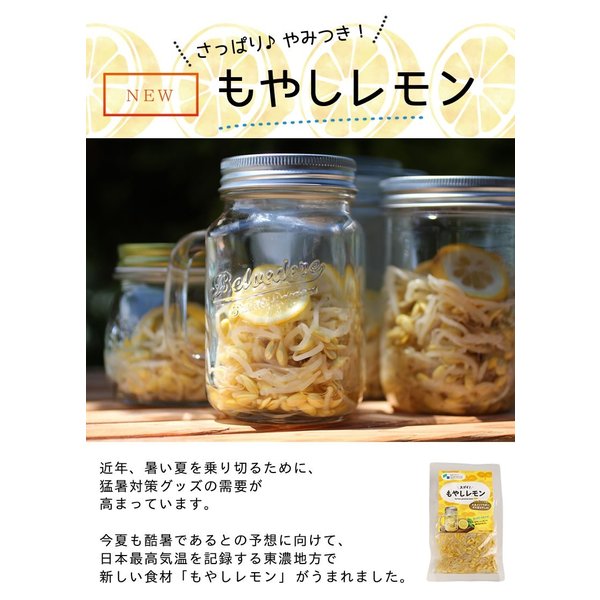 さっぱり♪ やみつき！
NEW
もやしレモン
Belvedere
近年、暑い夏を乗り切るために、
猛暑対策グッズの需要が
高まっています。
スガイ！
もやしレモン
今夏も酷暑であるとの予想に向けて、
日本最高気温を記録する東濃地方で
新しい食材「もやしレモン」がうまれました。